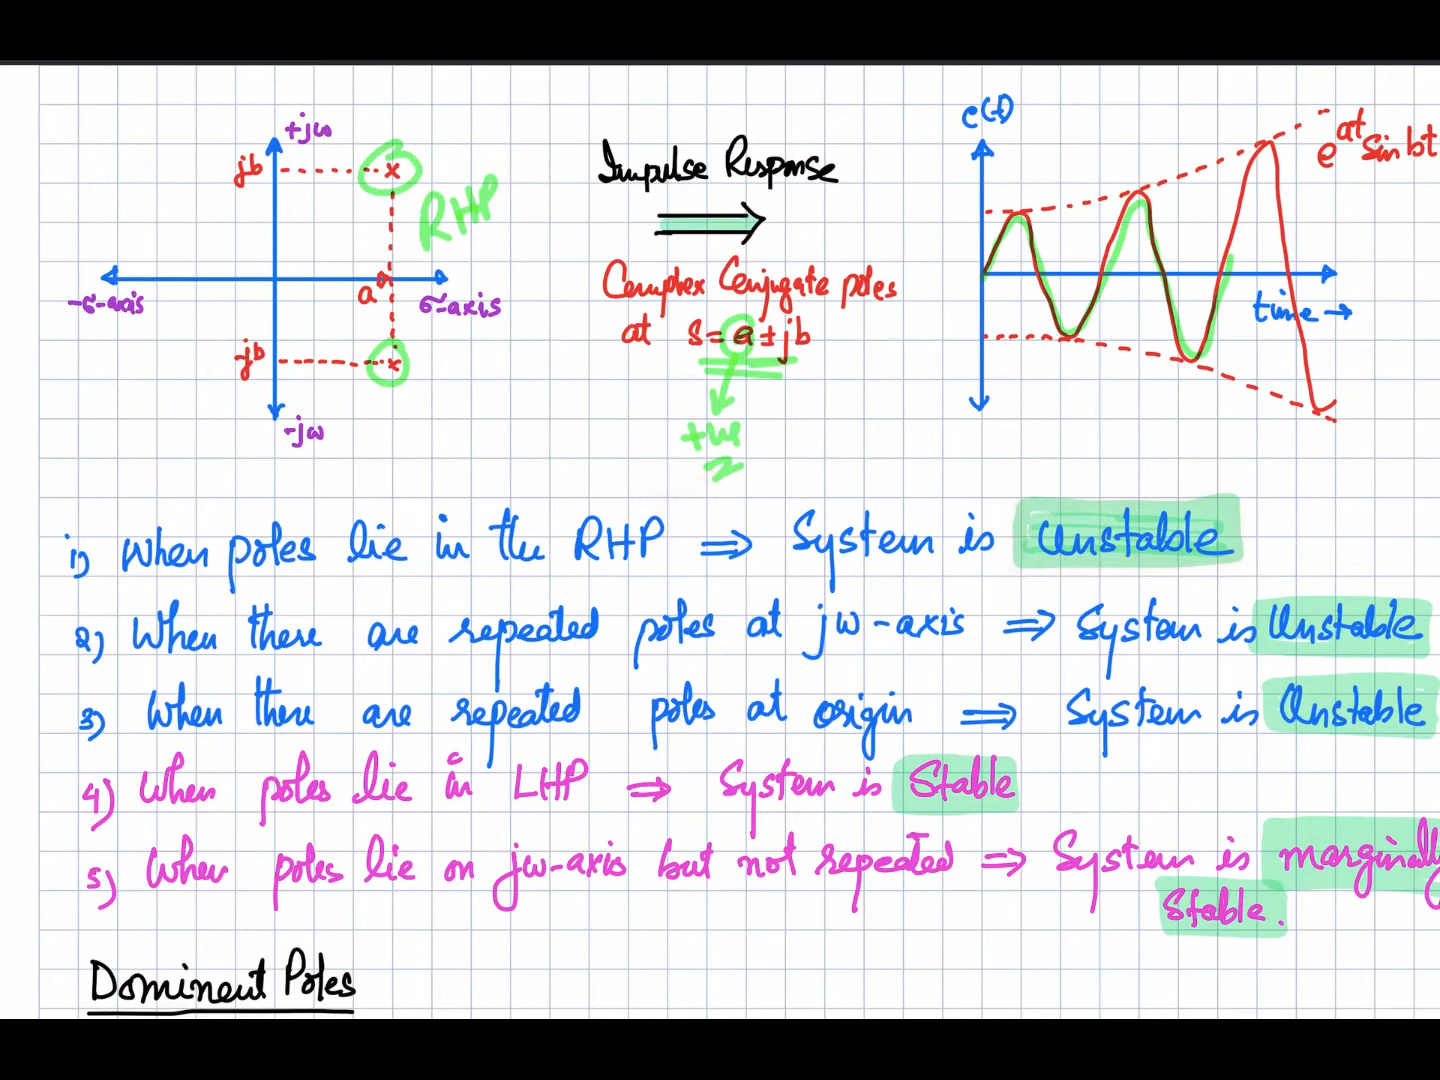 +jω
jb
RHP
a
-σ-axis
σ-axis
-jb
-jω
Impulse Response
Complex Conjugate poles
at s = a ± jb
+ve
c(t)
e^at sin bt
time →
1) When poles lie in the RHP ⇒ System is Unstable
2) When there are repeated poles at jw-axis ⇒ System is Unstable
3) When there are repeated poles at origin ⇒ System is Unstable
4) When poles lie in LHP ⇒ System is Stable
5) When poles lie on jw-axis but not repeated ⇒ System is marginally
Stable.
Dominent Poles